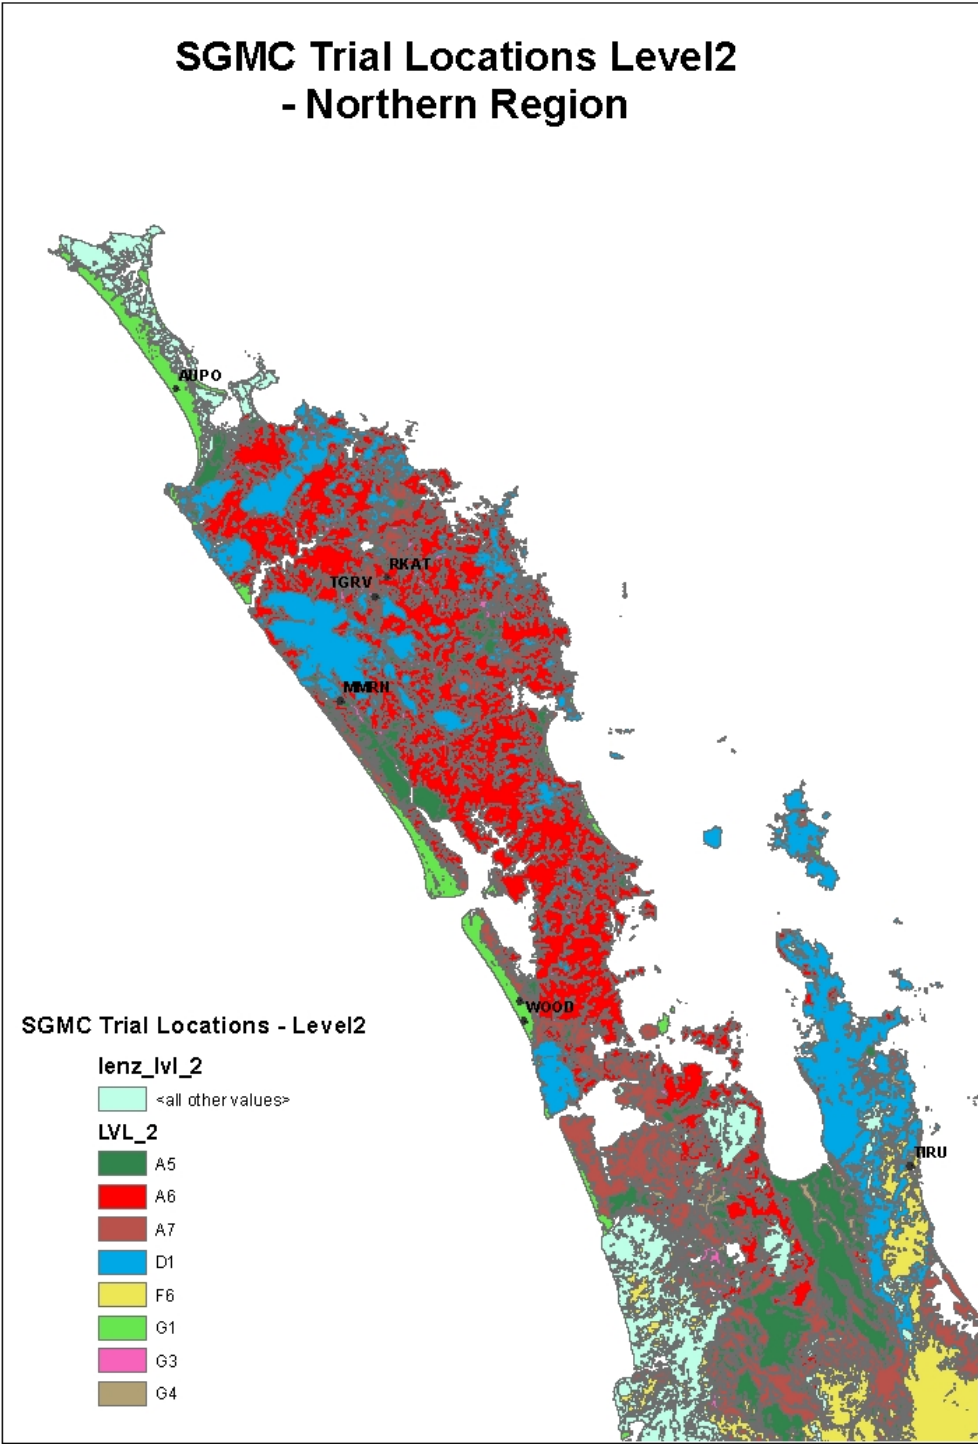 SGMC Trial Locations Level2
- Northern Region
AUPO
RKAT
TGRV
MMRN
WOOD
TIRU
SGMC Trial Locations - Level2
lenz_lvl_2
<all other values>
LVL_2
A5
A6
A7
D1
F6
G1
G3
G4